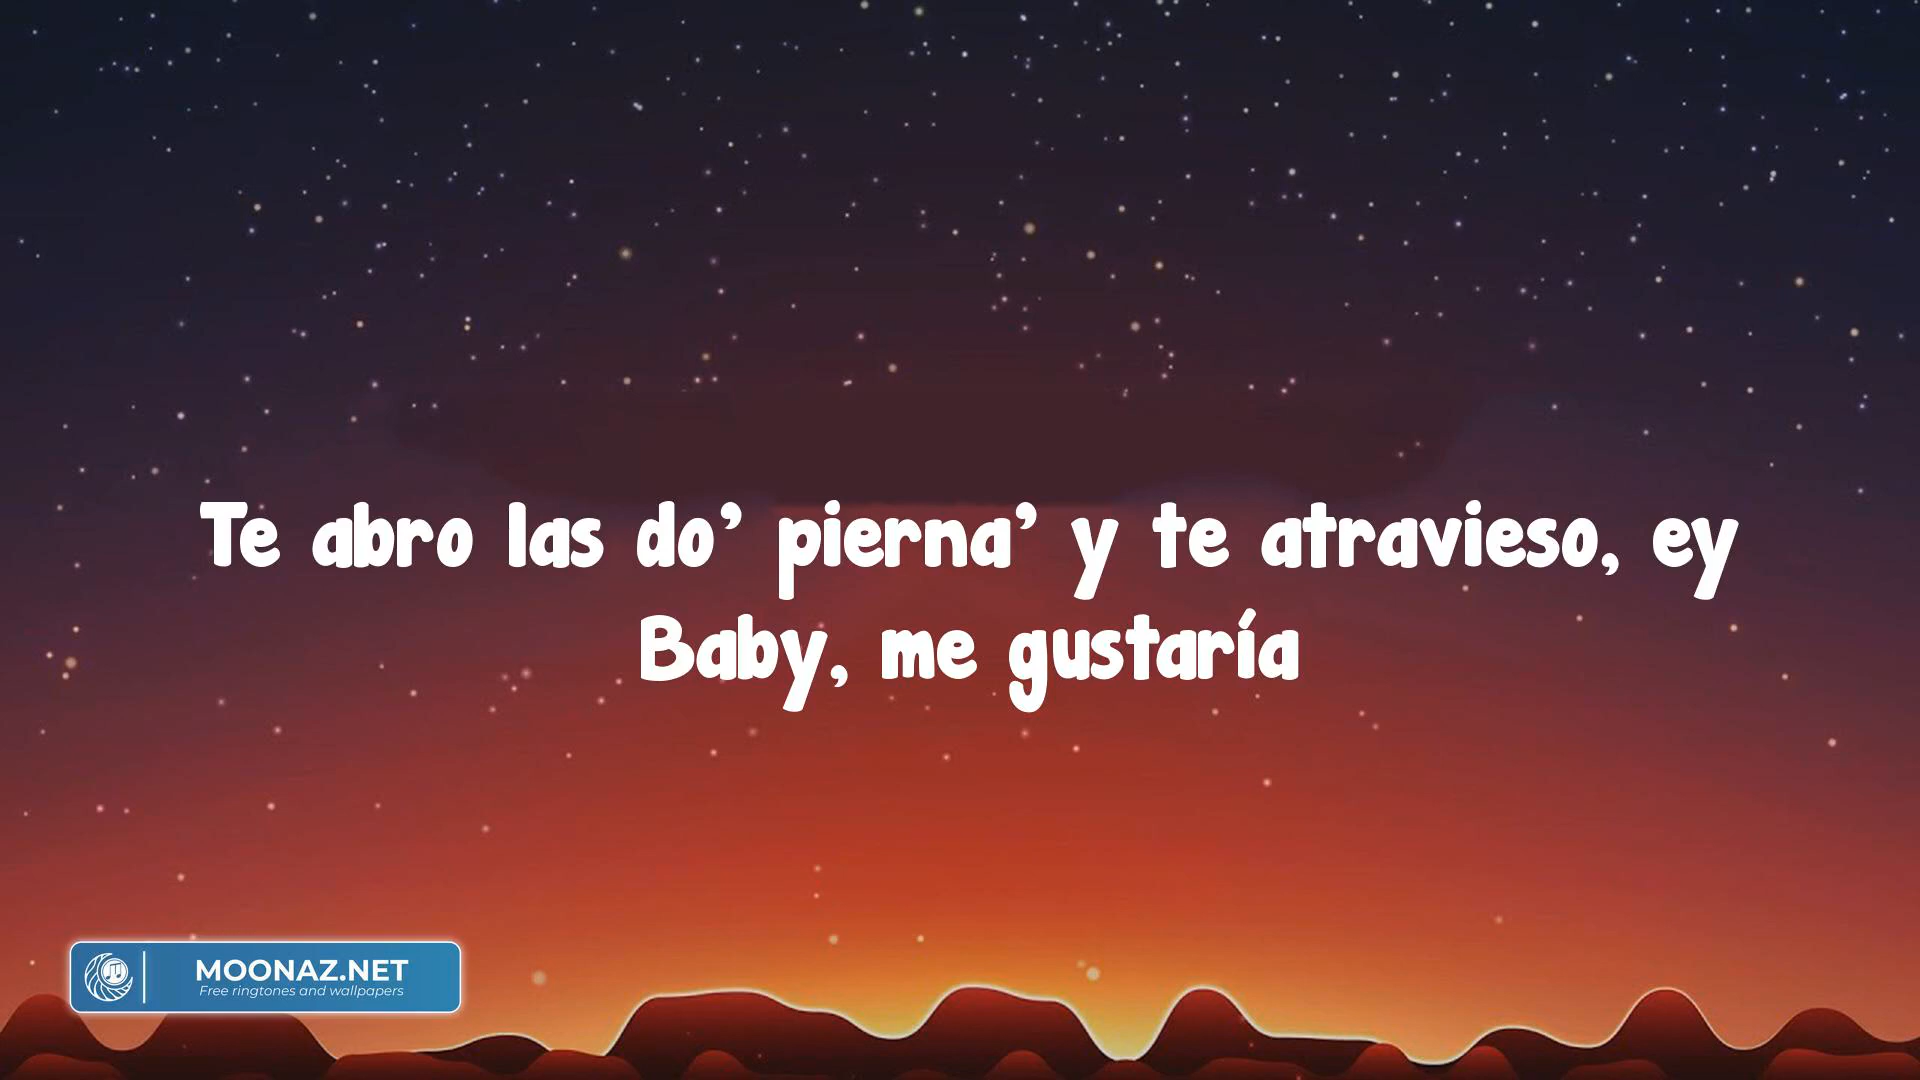 Te abro las do’ pierna’ y te atravieso, ey
Baby, me gustaría
MOONAZ.NET
Free ringtones and wallpapers